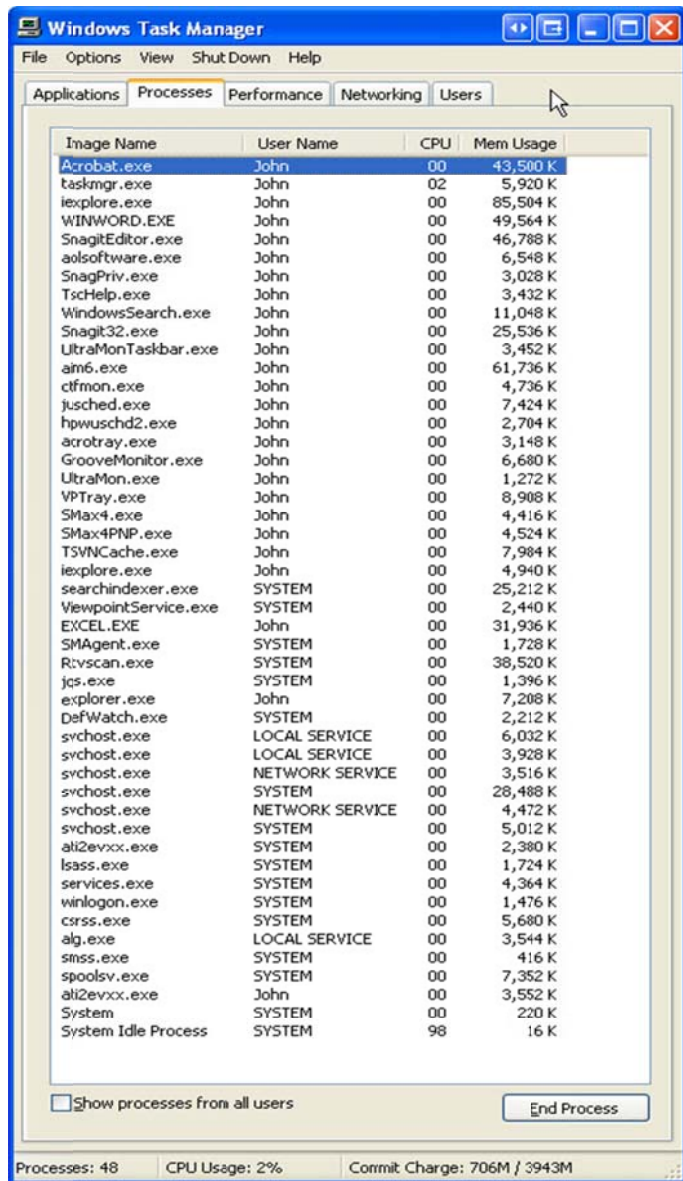 Windows Task Manager
File Options View Shut Down Help
Applications Processes Performance Networking Users
Image Name User Name CPU Mem Usage
Acrobat.exe John 00 43,500 K
taskmgr.exe John 02 5,920 K
iexplore.exe John 00 85,504 K
WINWORD.EXE John 00 49,564 K
SnagitEditor.exe John 00 46,788 K
aolsoftware.exe John 00 6,548 K
SnagPriv.exe John 00 3,028 K
TscHelp.exe John 00 3,432 K
WindowsSearch.exe John 00 11,048 K
Snagit32.exe John 00 25,536 K
UltraMonTaskbar.exe John 00 3,452 K
aim6.exe John 00 61,736 K
ctfmon.exe John 00 4,736 K
jusched.exe John 00 7,424 K
hpwuschd2.exe John 00 2,704 K
acrotray.exe John 00 3,148 K
GrooveMonitor.exe John 00 6,680 K
UltraMon.exe John 00 1,272 K
VPTray.exe John 00 8,908 K
SMax4.exe John 00 4,416 K
SMax4PNP.exe John 00 4,524 K
TSVNCache.exe John 00 7,984 K
iexplore.exe John 00 4,940 K
searchindexer.exe SYSTEM 00 25,212 K
ViewpointService.exe SYSTEM 00 2,440 K
EXCEL.EXE John 00 31,936 K
SMAgent.exe SYSTEM 00 1,728 K
Rtvscan.exe SYSTEM 00 38,520 K
jqs.exe SYSTEM 00 1,396 K
explorer.exe John 00 7,208 K
DefWatch.exe SYSTEM 00 2,212 K
svchost.exe LOCAL SERVICE 00 6,032 K
svchost.exe LOCAL SERVICE 00 3,928 K
svchost.exe NETWORK SERVICE 00 3,516 K
svchost.exe SYSTEM 00 28,488 K
svchost.exe NETWORK SERVICE 00 4,472 K
svchost.exe SYSTEM 00 5,012 K
ati2evxx.exe SYSTEM 00 2,380 K
lsass.exe SYSTEM 00 1,724 K
services.exe SYSTEM 00 4,364 K
winlogon.exe SYSTEM 00 1,476 K
csrss.exe SYSTEM 00 5,680 K
alg.exe LOCAL SERVICE 00 3,544 K
smss.exe SYSTEM 00 416 K
spoolsv.exe SYSTEM 00 7,352 K
ati2evxx.exe John 00 3,552 K
System SYSTEM 00 220 K
System Idle Process SYSTEM 98 16 K
Show processes from all users
End Process
Processes: 48 CPU Usage: 2% Commit Charge: 706M / 3943M